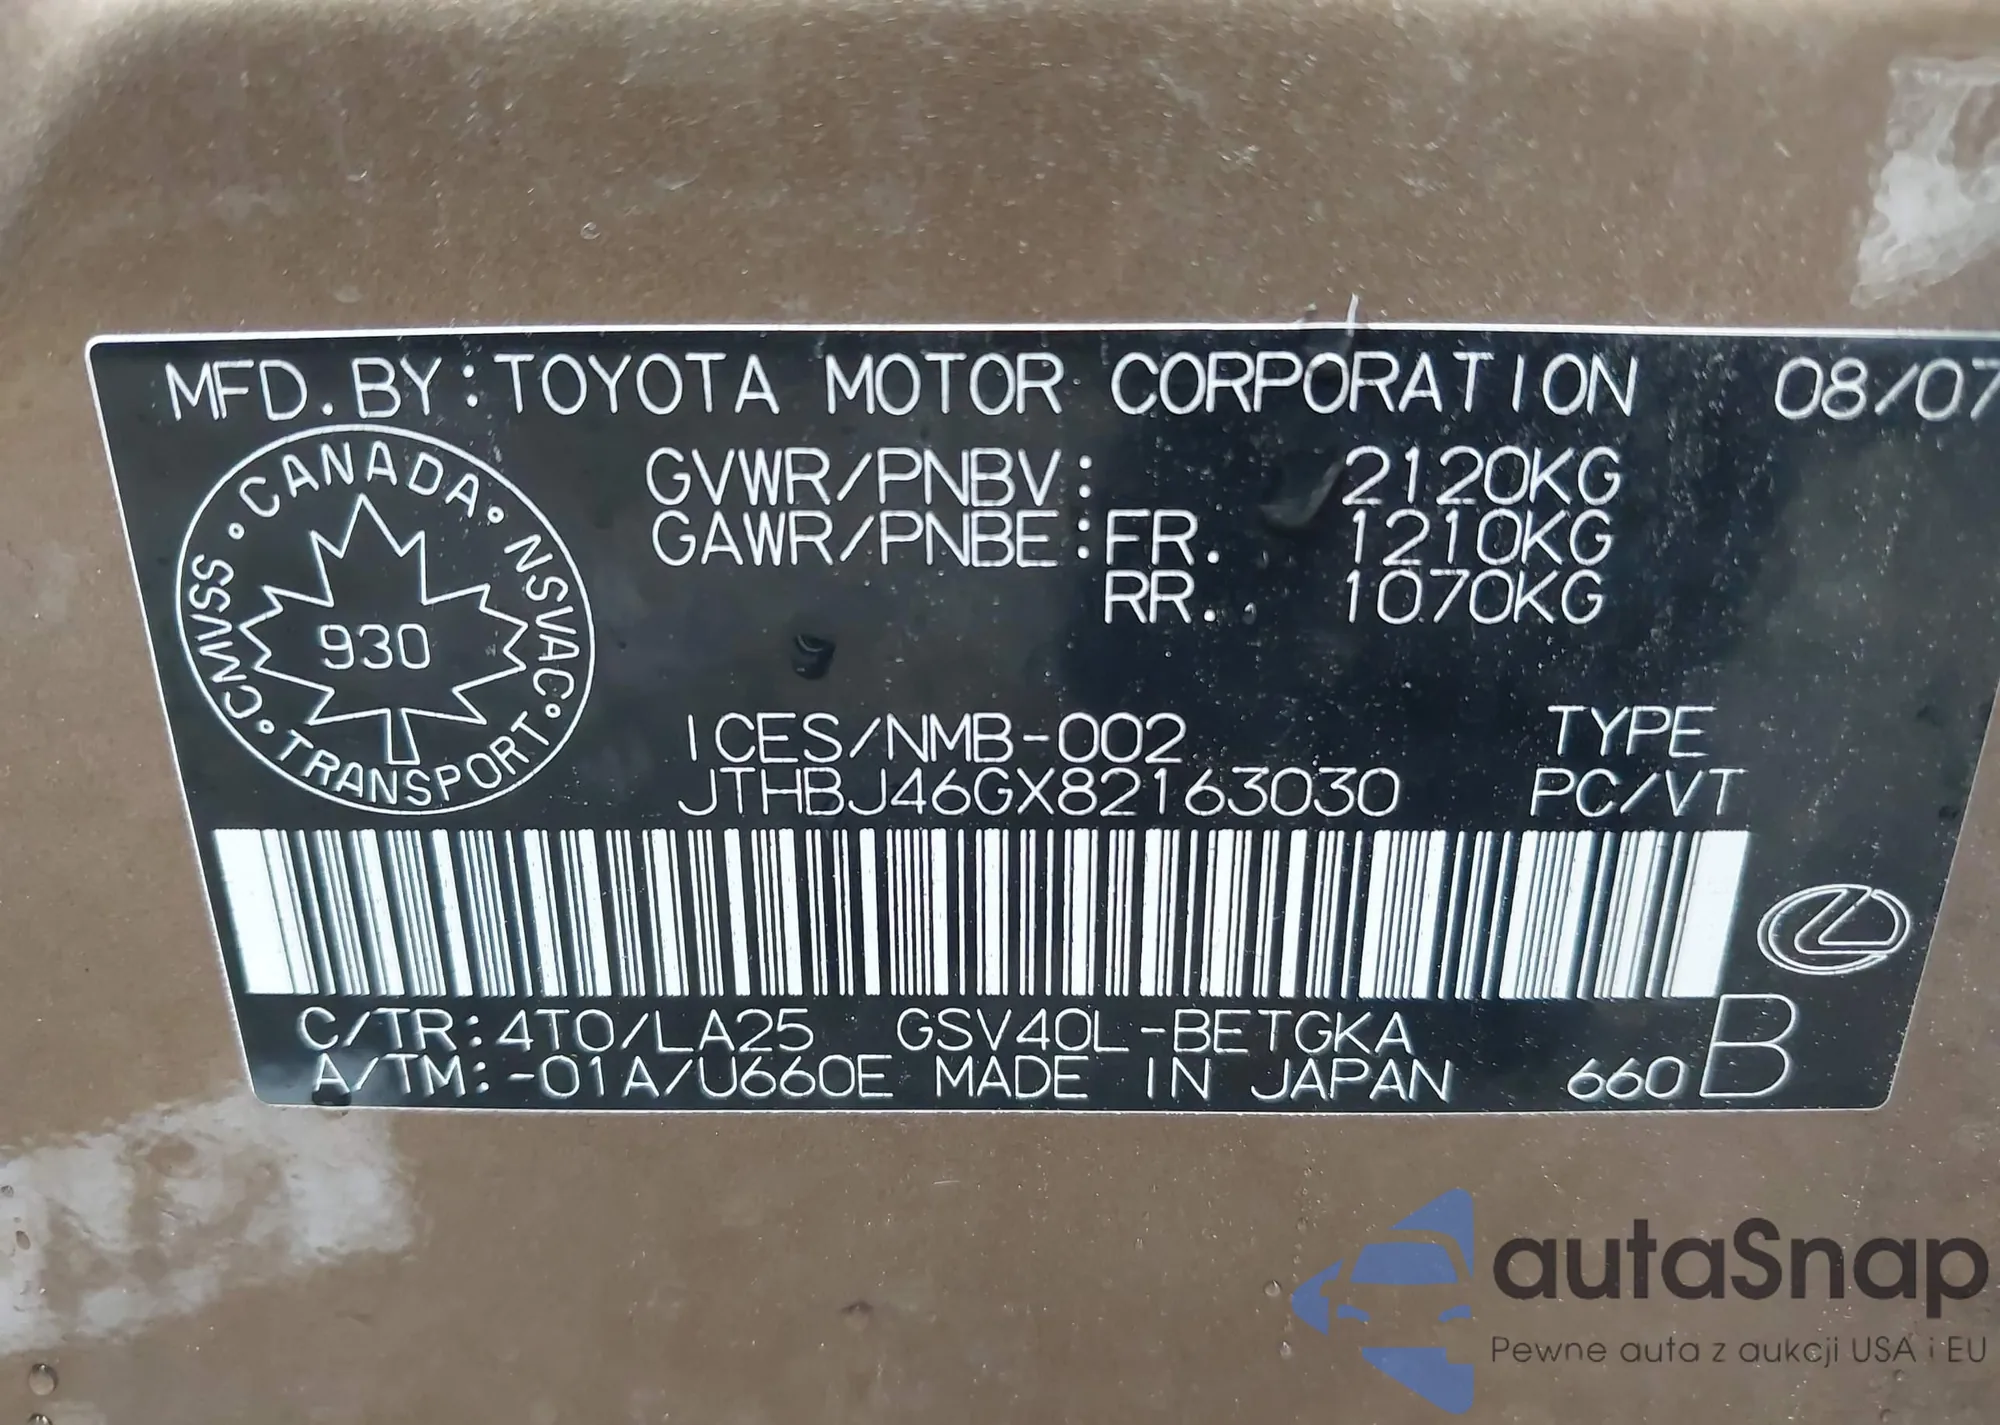 MFD. BY: TOYOTA MOTOR CORPORATION 08/07
GVWR/PNBV: 2120KG
GAWR/PNBE: FR. 1210KG
RR. 1070KG
CANADA · NSVAC · TRANSPORT · CMVSS
930
ICES/NMB-002 TYPE
JTHBJ46GX82163030 PC/VT
C/TR: 4T0/LA25 GSV40L-BETGKA
A/TM: -01A/U660E MADE IN JAPAN 660 B
autaSnap
Pewne auta z aukcji USA i EU